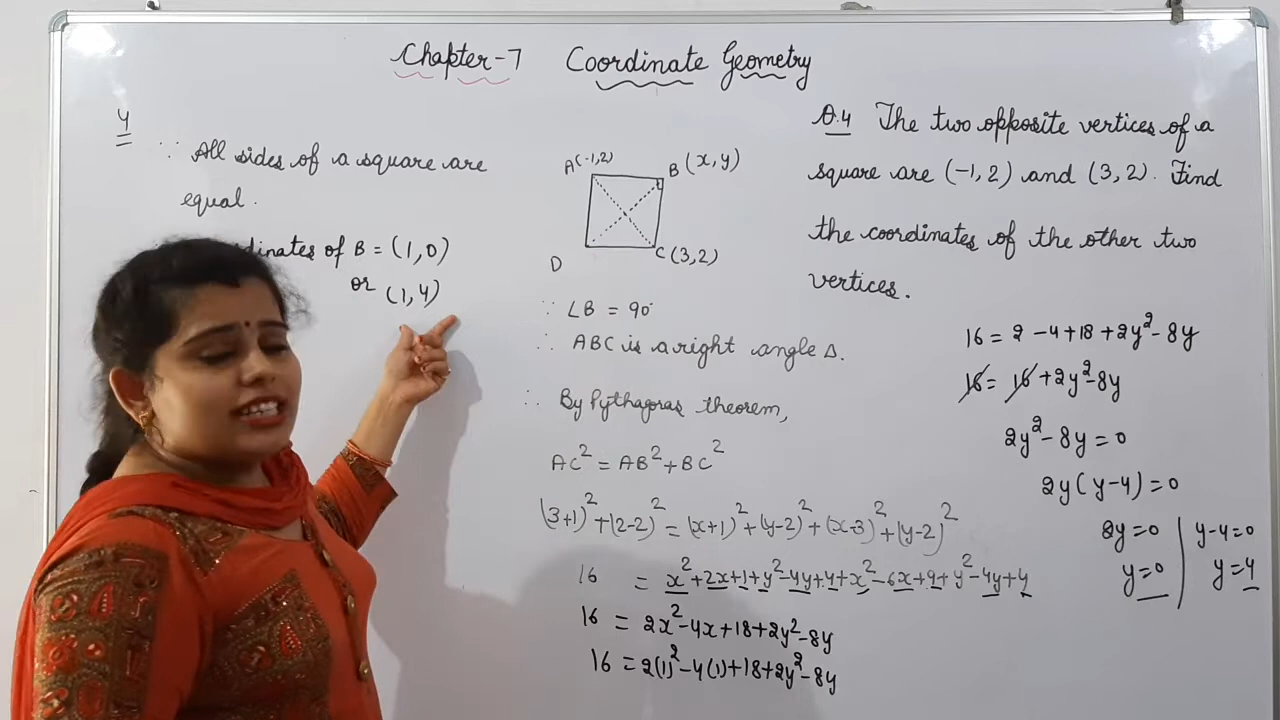 Chapter-7 Coordinate Geometry
4
∵ All sides of a square are
equal.
of B = (1,0)
or (1,4)
A(-1,2)
B(x,y)
C(3,2)
D
∵ ∠B = 90°
∴ ABC is a right angle Δ.
∴ By Pythagoras theorem,
AC² = AB² + BC²
(3+1)² + (2-2)² = (x+1)² + (y-2)² + (x-3)² + (y-2)²
16 = x²+2x+1+y²-4y+4+x²-6x+9+y²-4y+4
16 = 2x²-4x+18+2y²-8y
16 = 2(1)²-4(1)+18+2y²-8y
Q.4 The two opposite vertices of a
square are (-1,2) and (3,2). Find
the coordinates of the other two
vertices.
16 = 2-4+18+2y²-8y
16 = 16+2y²-8y
2y²-8y=0
2y(y-4)=0
2y=0 | y-4=0
y=0 | y=4